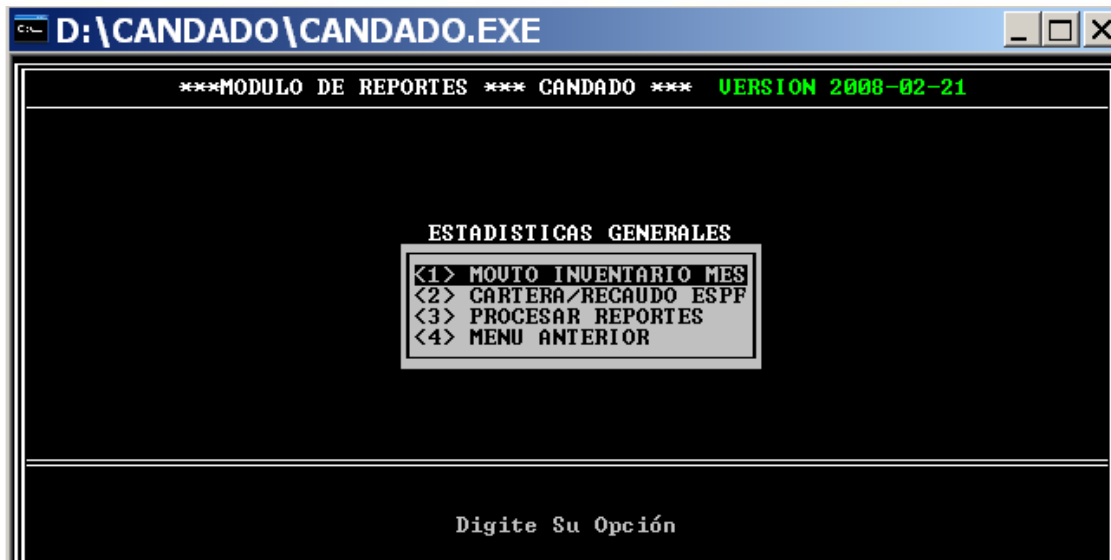 D:\CANDADO\CANDADO.EXE
***MODULO DE REPORTES *** CANDADO *** VERSION 2008-02-21
ESTADISTICAS GENERALES
<1> MOVTO INVENTARIO MES
<2> CARTERA/RECAUDO ESPF
<3> PROCESAR REPORTES
<4> MENU ANTERIOR
Digite Su Opción